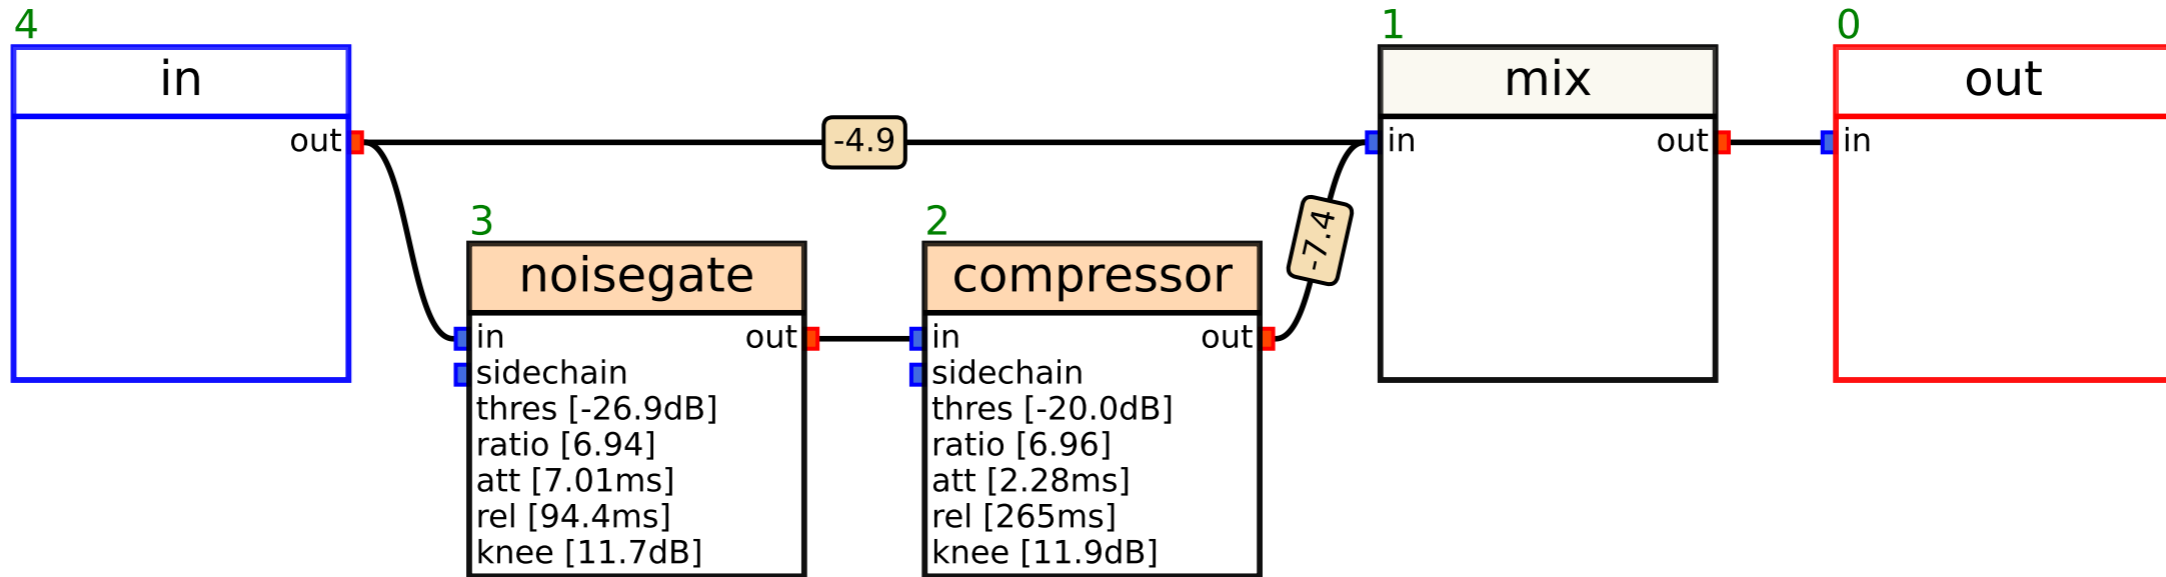 4
in
out
-4.9
3
noisegate
in
out
sidechain
thres [-26.9dB]
ratio [6.94]
att [7.01ms]
rel [94.4ms]
knee [11.7dB]
2
compressor
in
out
sidechain
thres [-20.0dB]
ratio [6.96]
att [2.28ms]
rel [265ms]
knee [11.9dB]
-7.4
1
mix
in
out
0
out
in